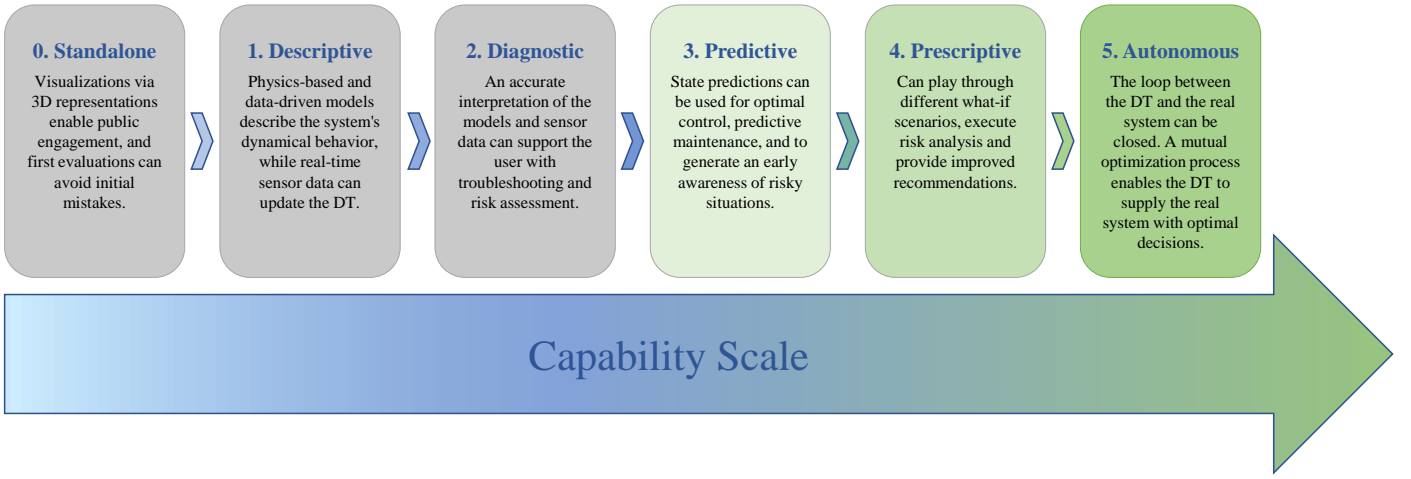 0. Standalone
Visualizations via
3D representations
enable public
engagement, and
first evaluations can
avoid initial
mistakes.
1. Descriptive
Physics-based and
data-driven models
describe the system's
dynamical behavior,
while real-time
sensor data can
update the DT.
2. Diagnostic
An accurate
interpretation of the
models and sensor
data can support the
user with
troubleshooting and
risk assessment.
3. Predictive
State predictions can
be used for optimal
control, predictive
maintenance, and to
generate an early
awareness of risky
situations.
4. Prescriptive
Can play through
different what-if
scenarios, execute
risk analysis and
provide improved
recommendations.
5. Autonomous
The loop between
the DT and the real
system can be
closed. A mutual
optimization process
enables the DT to
supply the real
system with optimal
decisions.
Capability Scale